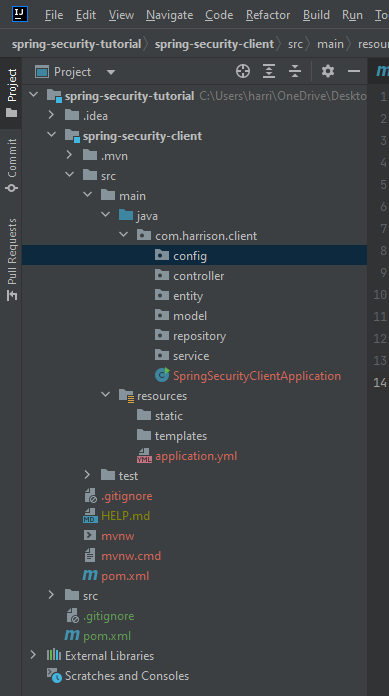 IJ File Edit View Navigate Code Refactor Build Run To
spring-security-tutorial spring-security-client src main resou
Project
spring-security-tutorial C:\Users\harri\OneDrive\Deskto
.idea
spring-security-client
.mvn
src
main
java
com.harrison.client
config
controller
entity
model
repository
service
SpringSecurityClientApplication
resources
static
templates
application.yml
test
.gitignore
HELP.md
mvnw
mvnw.cmd
pom.xml
src
.gitignore
pom.xml
External Libraries
Scratches and Consoles
Project
Commit
Pull Requests
1
2
3
4
5
6
7
8
9
10
11
12
13
14